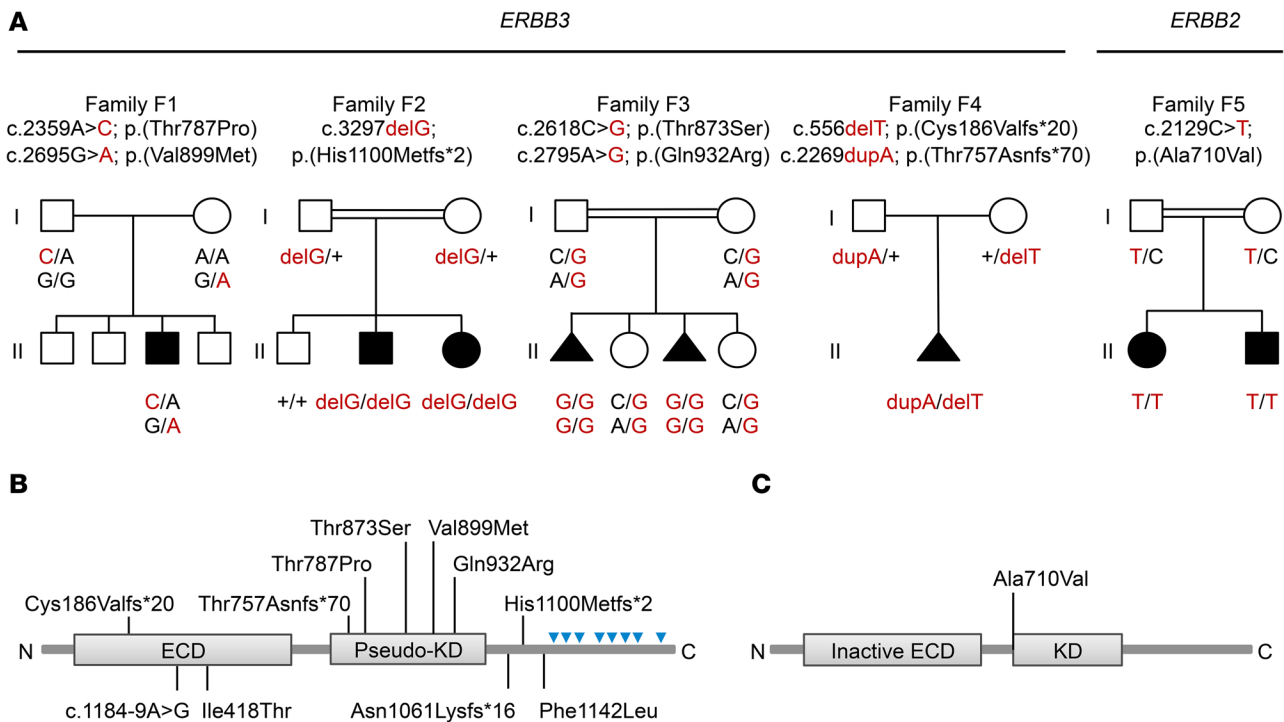 A
ERBB3
ERBB2
Family F1
c.2359A>C; p.(Thr787Pro)
c.2695G>A; p.(Val899Met)
Family F2
c.3297delG;
p.(His1100Metfs*2)
Family F3
c.2618C>G; p.(Thr873Ser)
c.2795A>G; p.(Gln932Arg)
Family F4
c.556delT; p.(Cys186Valfs*20)
c.2269dupA; p.(Thr757Asnfs*70)
Family F5
c.2129C>T;
p.(Ala710Val)
I
C/A
G/G
A/A
G/A
II
C/A
G/A
I
delG/+
delG/+
II
+/+
delG/delG
delG/delG
I
C/G
A/G
C/G
A/G
II
G/G
G/G
C/G
A/G
G/G
G/G
C/G
A/G
I
dupA/+
+/delT
II
dupA/delT
I
T/C
T/C
II
T/T
T/T
B
Thr873Ser
Val899Met
Thr787Pro
Gln932Arg
Cys186Valfs*20
Thr757Asnfs*70
His1100Metfs*2
N
ECD
Pseudo-KD
C
c.1184-9A>G
Ile418Thr
Asn1061Lysfs*16
Phe1142Leu
C
Ala710Val
N
Inactive ECD
KD
C